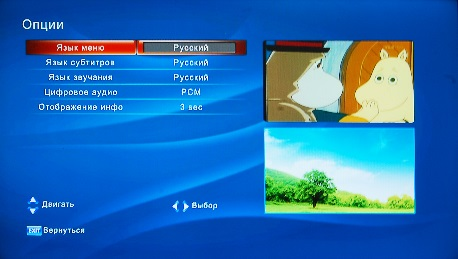 Опции
Язык меню Русский
Язык субтитров Русский
Язык звучания Русский
Цифровое аудио PCM
Отображение инфо 3 сек
Двигать Выбор
EXIT Вернуться